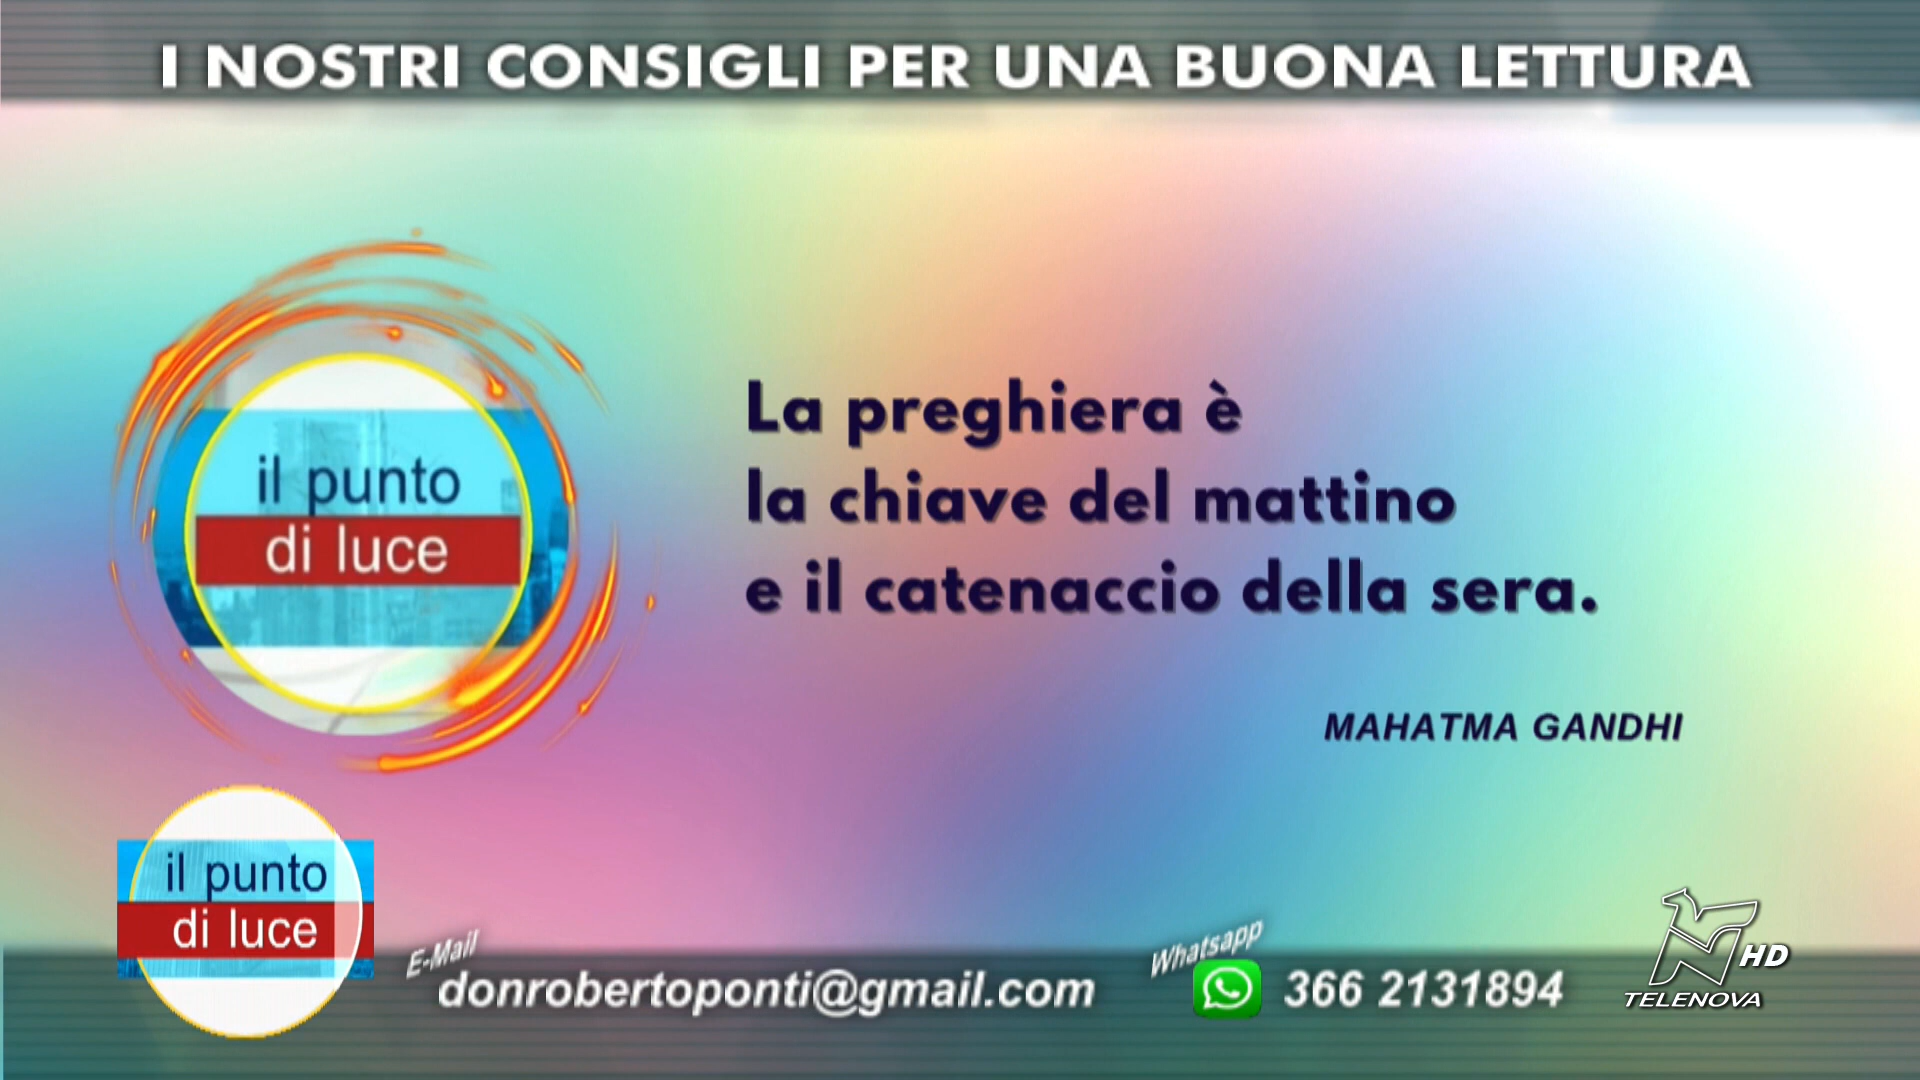 I NOSTRI CONSIGLI PER UNA BUONA LETTURA
il punto
di luce
La preghiera è
la chiave del mattino
e il catenaccio della sera.
MAHATMA GANDHI
il punto
di luce
E-Mail
donrobertoponti@gmail.com
Whatsapp
366 2131894
HD
TELENOVA